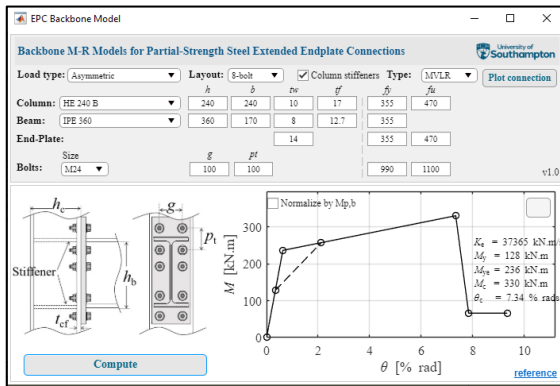 EPC Backbone Model
Backbone M-R Models for Partial-Strength Steel Extended Endplate Connections
University of
Southampton
Load type: Asymmetric Layout: 8-bolt Column stiffeners Type: MVLR Plot connection
h b tw tf fy fu
Column: HE 240 B 240 240 10 17 355 470
Beam: IPE 360 360 170 8 12.7 355
End-Plate: 14 355 470
Size g pt
Bolts: M24 100 100 990 1100 v1.0
hc g
pt
Stiffener
hb
tcf
Compute
Normalize by Mp,b
M [kN.m]
300
200
100
0
0 2 4 6 8 10
θ [% rad]
= 37365 kN.m/
My = 128 kN.m
= 236 kN.m
Mc = 330 kN.m
= 7.34 % rads
reference